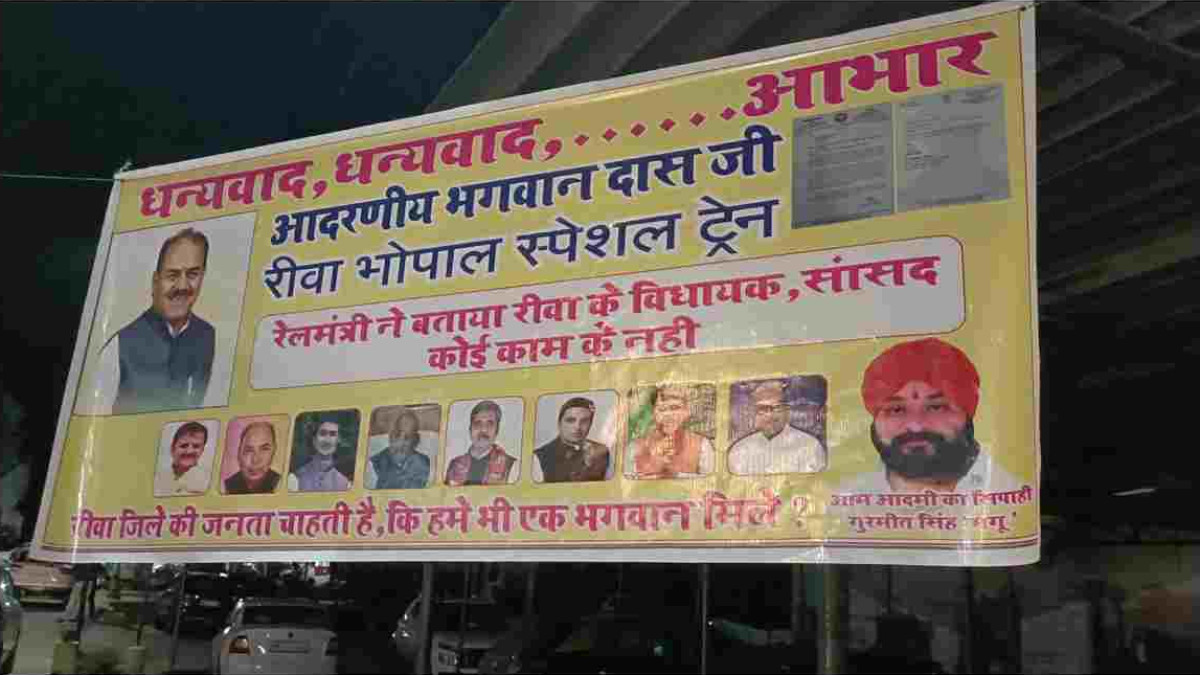 धन्यवाद, धन्यवाद,.......आभार
आदरणीय भगवान दास जी
रीवा भोपाल स्पेशल ट्रेन
रेलमंत्री ने बताया रीवा के विधायक, सांसद
कोई काम के नही
रीवा जिले की जनता चाहती है, कि हमे भी एक भगवान मिले ?
आम आदमी का सिपाही
गुरमीत सिंह 'मंगू'